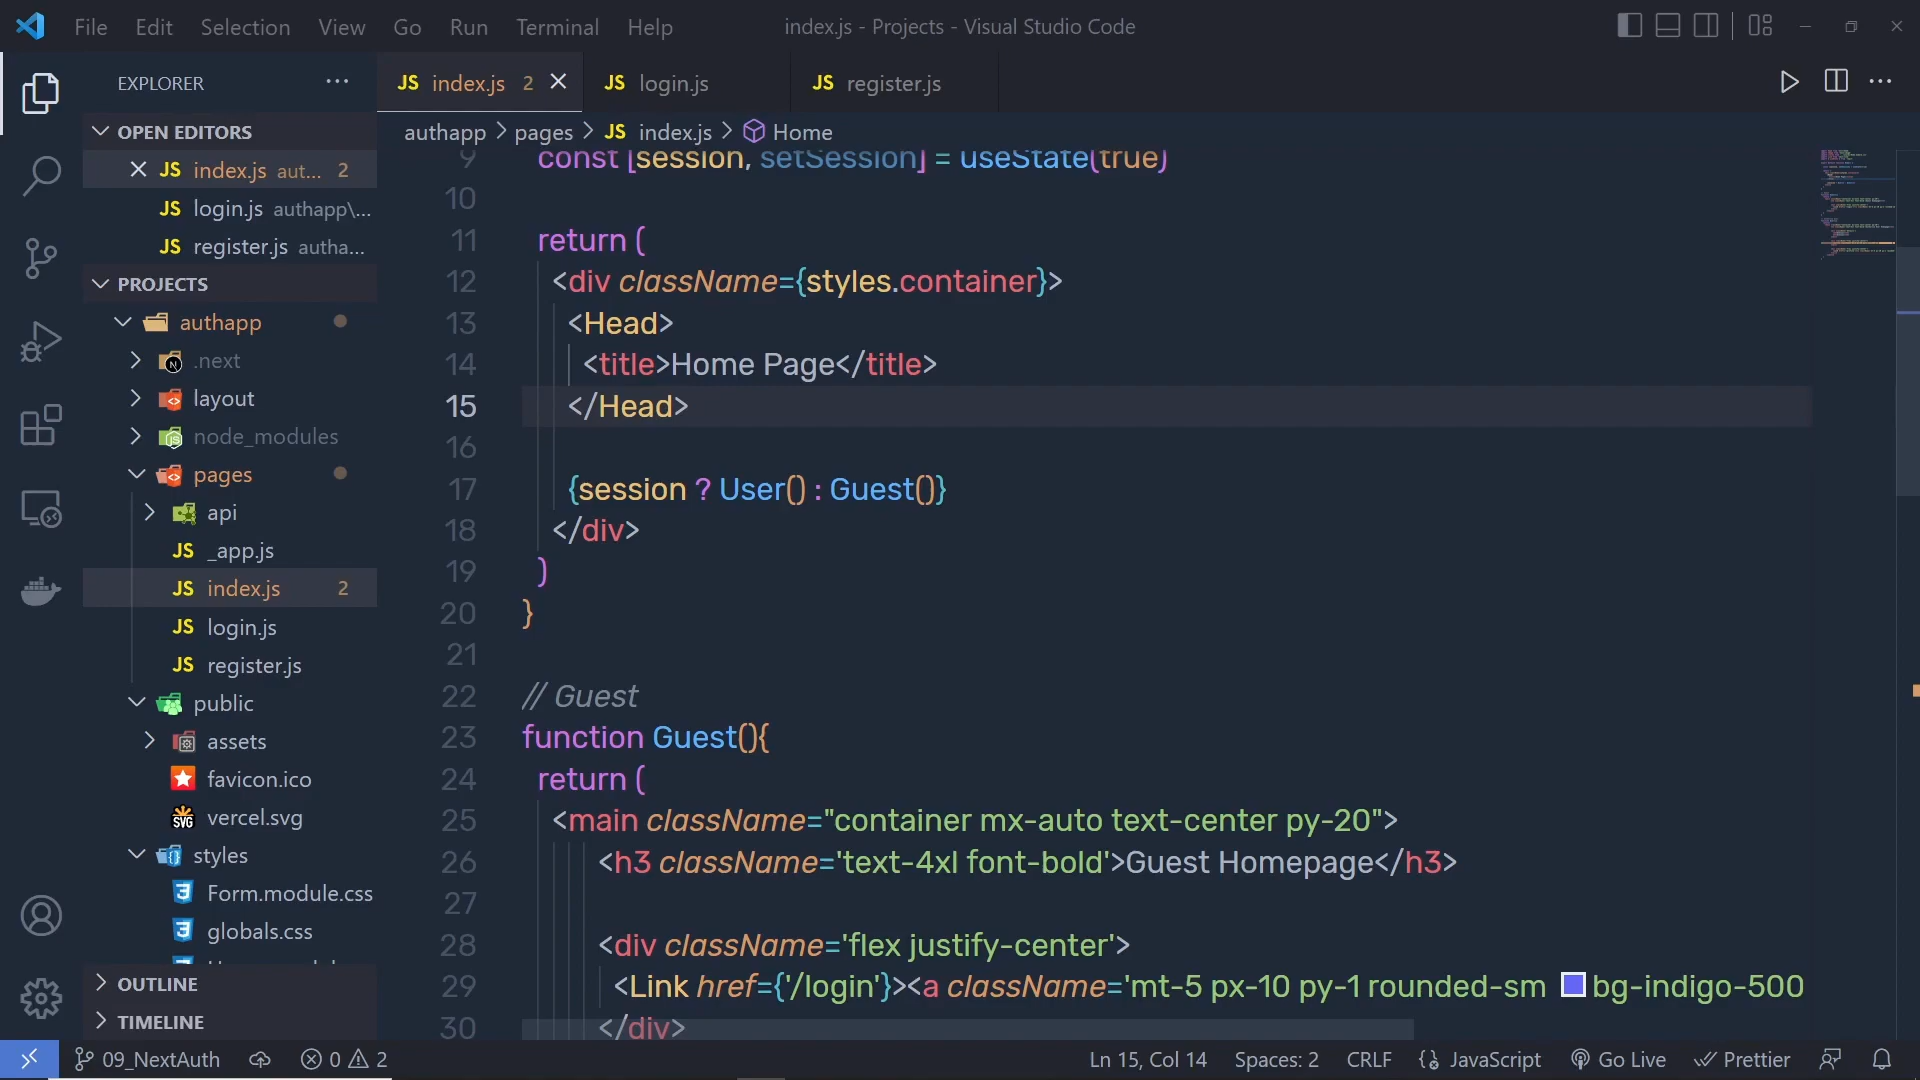 File Edit Selection View Go Run Terminal Help
index.js - Projects - Visual Studio Code
EXPLORER
OPEN EDITORS
index.js aut... 2
login.js authapp\...
register.js autha...
PROJECTS
authapp
.next
layout
node_modules
pages
api
_app.js
index.js 2
login.js
register.js
public
assets
favicon.ico
vercel.svg
styles
Form.module.css
globals.css
OUTLINE
TIMELINE
JS index.js 2
JS login.js
JS register.js
authapp > pages > JS index.js > Home
9 const [session, setSession] = useState(true)
10
11 return (
12 <div className={styles.container}>
13 <Head>
14 <title>Home Page</title>
15 </Head>
16
17 {session ? User() : Guest()}
18 </div>
19 )
20 }
21
22 // Guest
23 function Guest(){
24 return (
25 <main className="container mx-auto text-center py-20">
26 <h3 className='text-4xl font-bold'>Guest Homepage</h3>
27
28 <div className='flex justify-center'>
29 <Link href={'/login'}><a className='mt-5 px-10 py-1 rounded-sm bg-indigo-500
30 </div>
09_NextAuth 0 2 Ln 15, Col 14 Spaces: 2 CRLF JavaScript Go Live Prettier